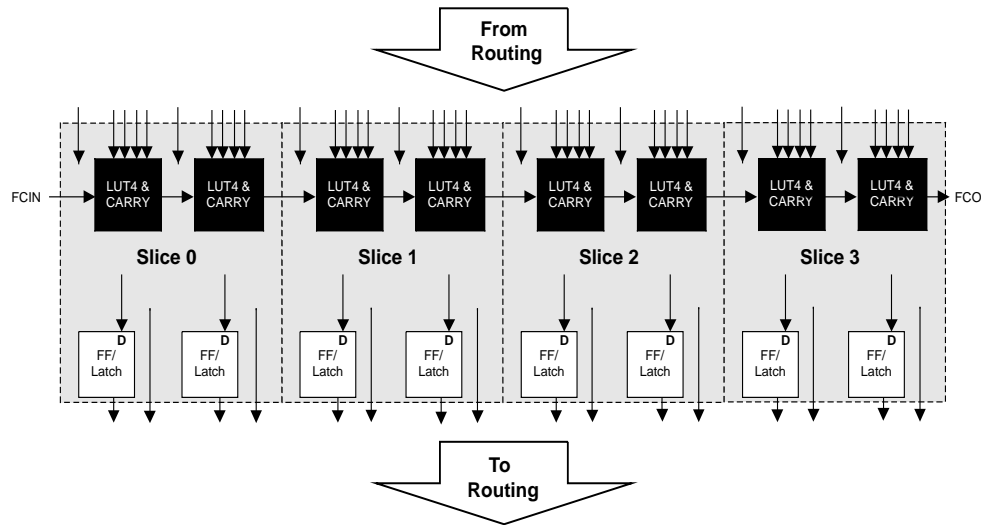 From
Routing
LUT4 &
CARRY
LUT4 &
CARRY
LUT4 &
CARRY
LUT4 &
CARRY
LUT4 &
CARRY
LUT4 &
CARRY
LUT4 &
CARRY
LUT4 &
CARRY
FCIN
FCO
Slice 0
Slice 1
Slice 2
Slice 3
D
FF/
Latch
D
FF/
Latch
D
FF/
Latch
D
FF/
Latch
D
FF/
Latch
D
FF/
Latch
D
FF/
Latch
D
FF/
Latch
To
Routing